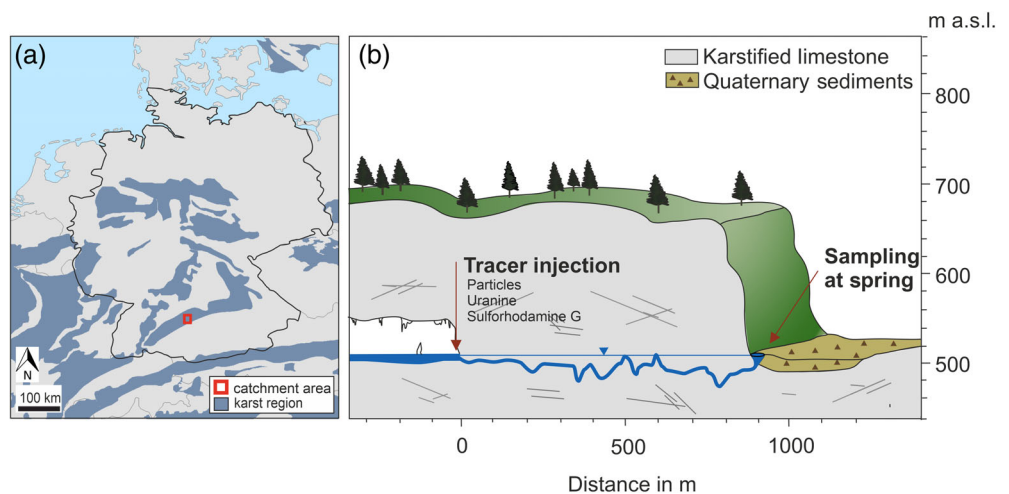 (a)
N
100 km
catchment area
karst region
(b)
Karstified limestone
Quaternary sediments
Tracer injection
Particles
Uranine
Sulforhodamine G
Sampling
at spring
m a.s.l.
800
700
600
500
0
500
1000
Distance in m